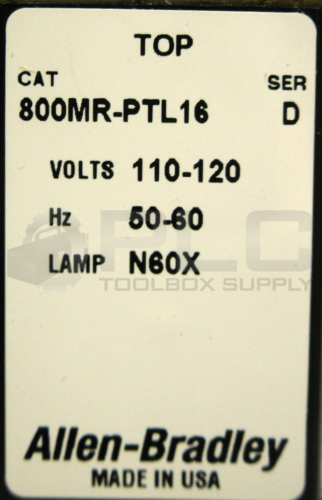 TOP
CAT SER
800MR-PTL16 D
VOLTS 110-120
Hz 50-60
LAMP N60X
PLC
TOOLBOX SUPPLY
Allen-Bradley
MADE IN USA